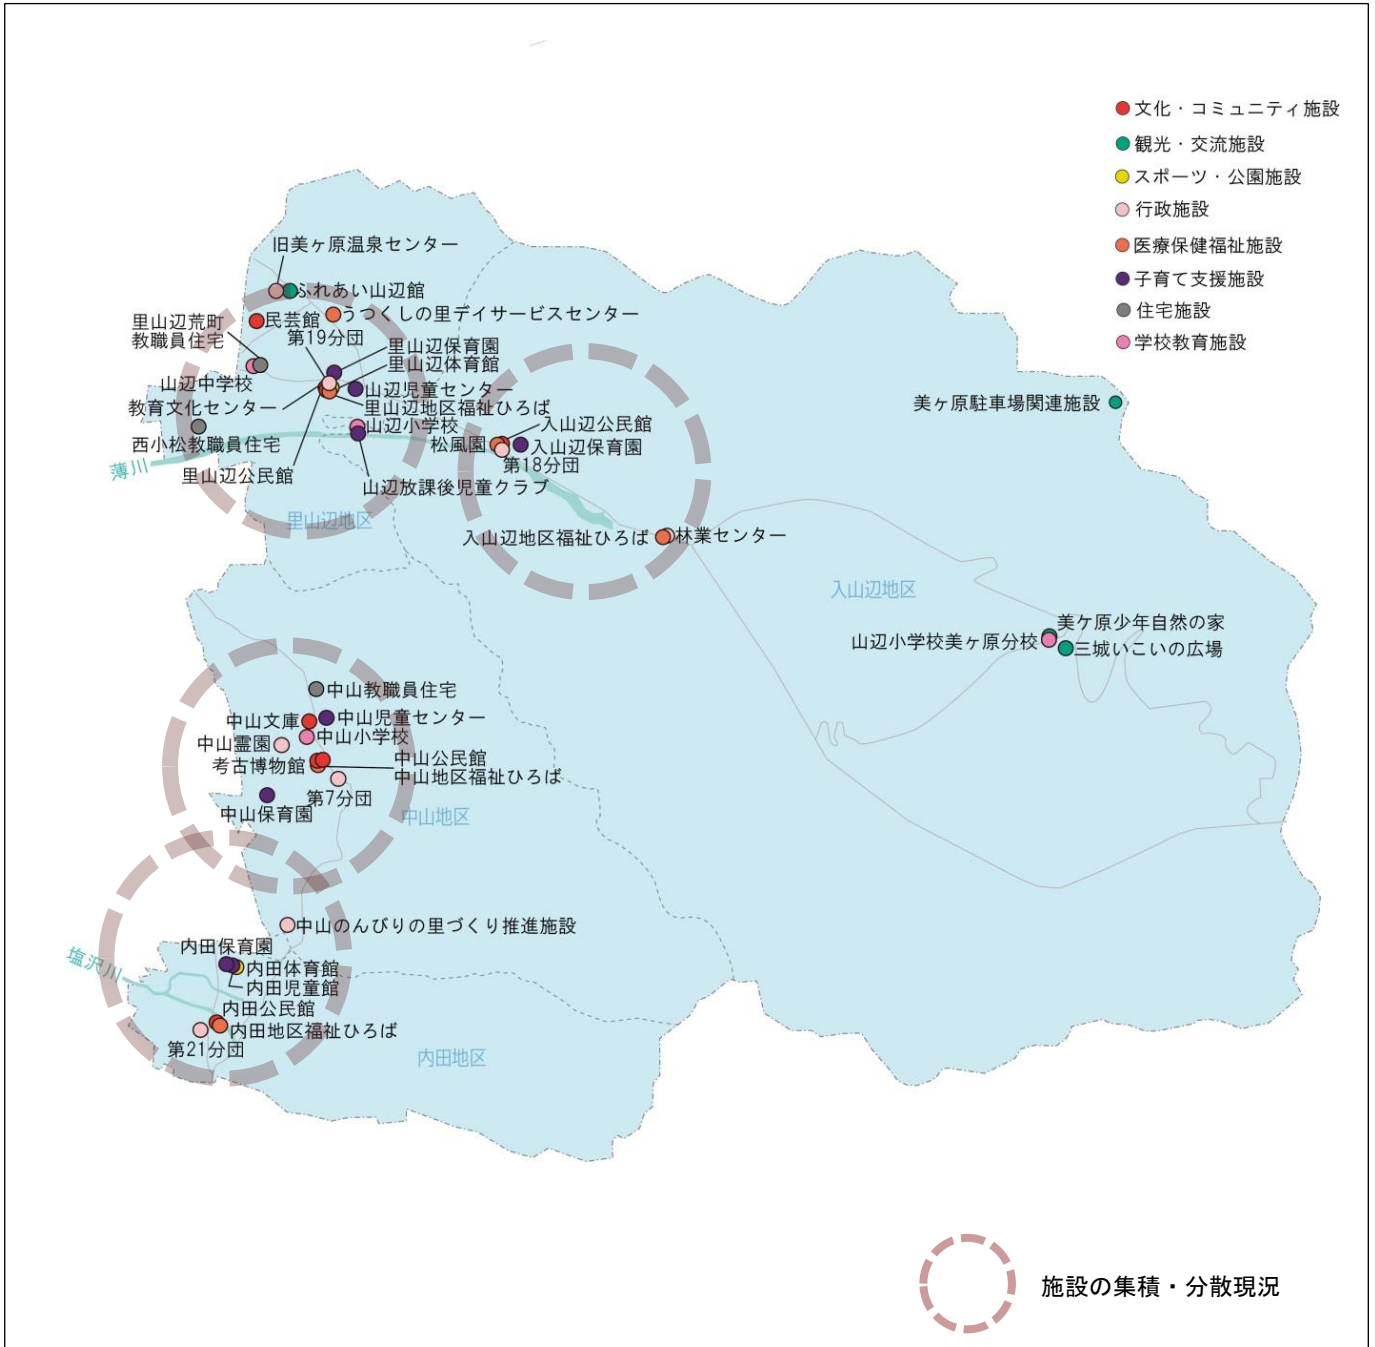 文化・コミュニティ施設
観光・交流施設
スポーツ・公園施設
行政施設
医療保健福祉施設
子育て支援施設
住宅施設
学校教育施設
旧美ヶ原温泉センター
ふれあい山辺館
民芸館
うつくしの里デイサービスセンター
里山辺荒町
教職員住宅
第19分団
里山辺保育園
里山辺体育館
山辺中学校
山辺児童センター
教育文化センター
里山辺地区福祉ひろば
山辺小学校
西小松教職員住宅
薄川
里山辺公民館
山辺放課後児童クラブ
里山辺地区
松風園
入山辺公民館
入山辺保育園
第18分団
入山辺地区福祉ひろば
林業センター
美ヶ原駐車場関連施設
入山辺地区
美ケ原少年自然の家
山辺小学校美ヶ原分校
三城いこいの広場
中山教職員住宅
中山文庫
中山児童センター
中山小学校
中山霊園
考古博物館
中山公民館
中山地区福祉ひろば
第7分団
中山保育園
中山地区
中山のんびりの里づくり推進施設
内田保育園
塩沢川
内田体育館
内田児童館
内田公民館
内田地区福祉ひろば
第21分団
内田地区
施設の集積・分散現況